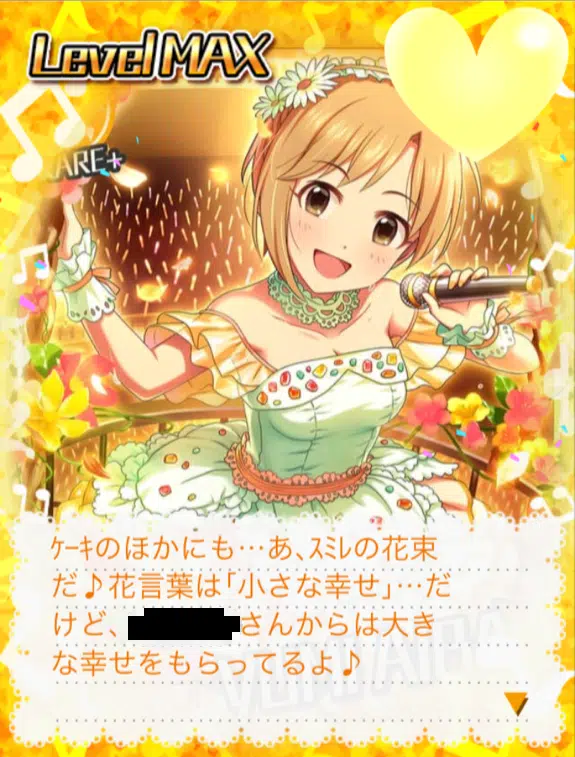 Level MAX
RARE+
ｹｰｷのほかにも…あ､ｽﾐﾚの花束
だ♪花言葉は｢小さな幸せ｣…だ
けど､さんからは大き
な幸せをもらってるよ♪